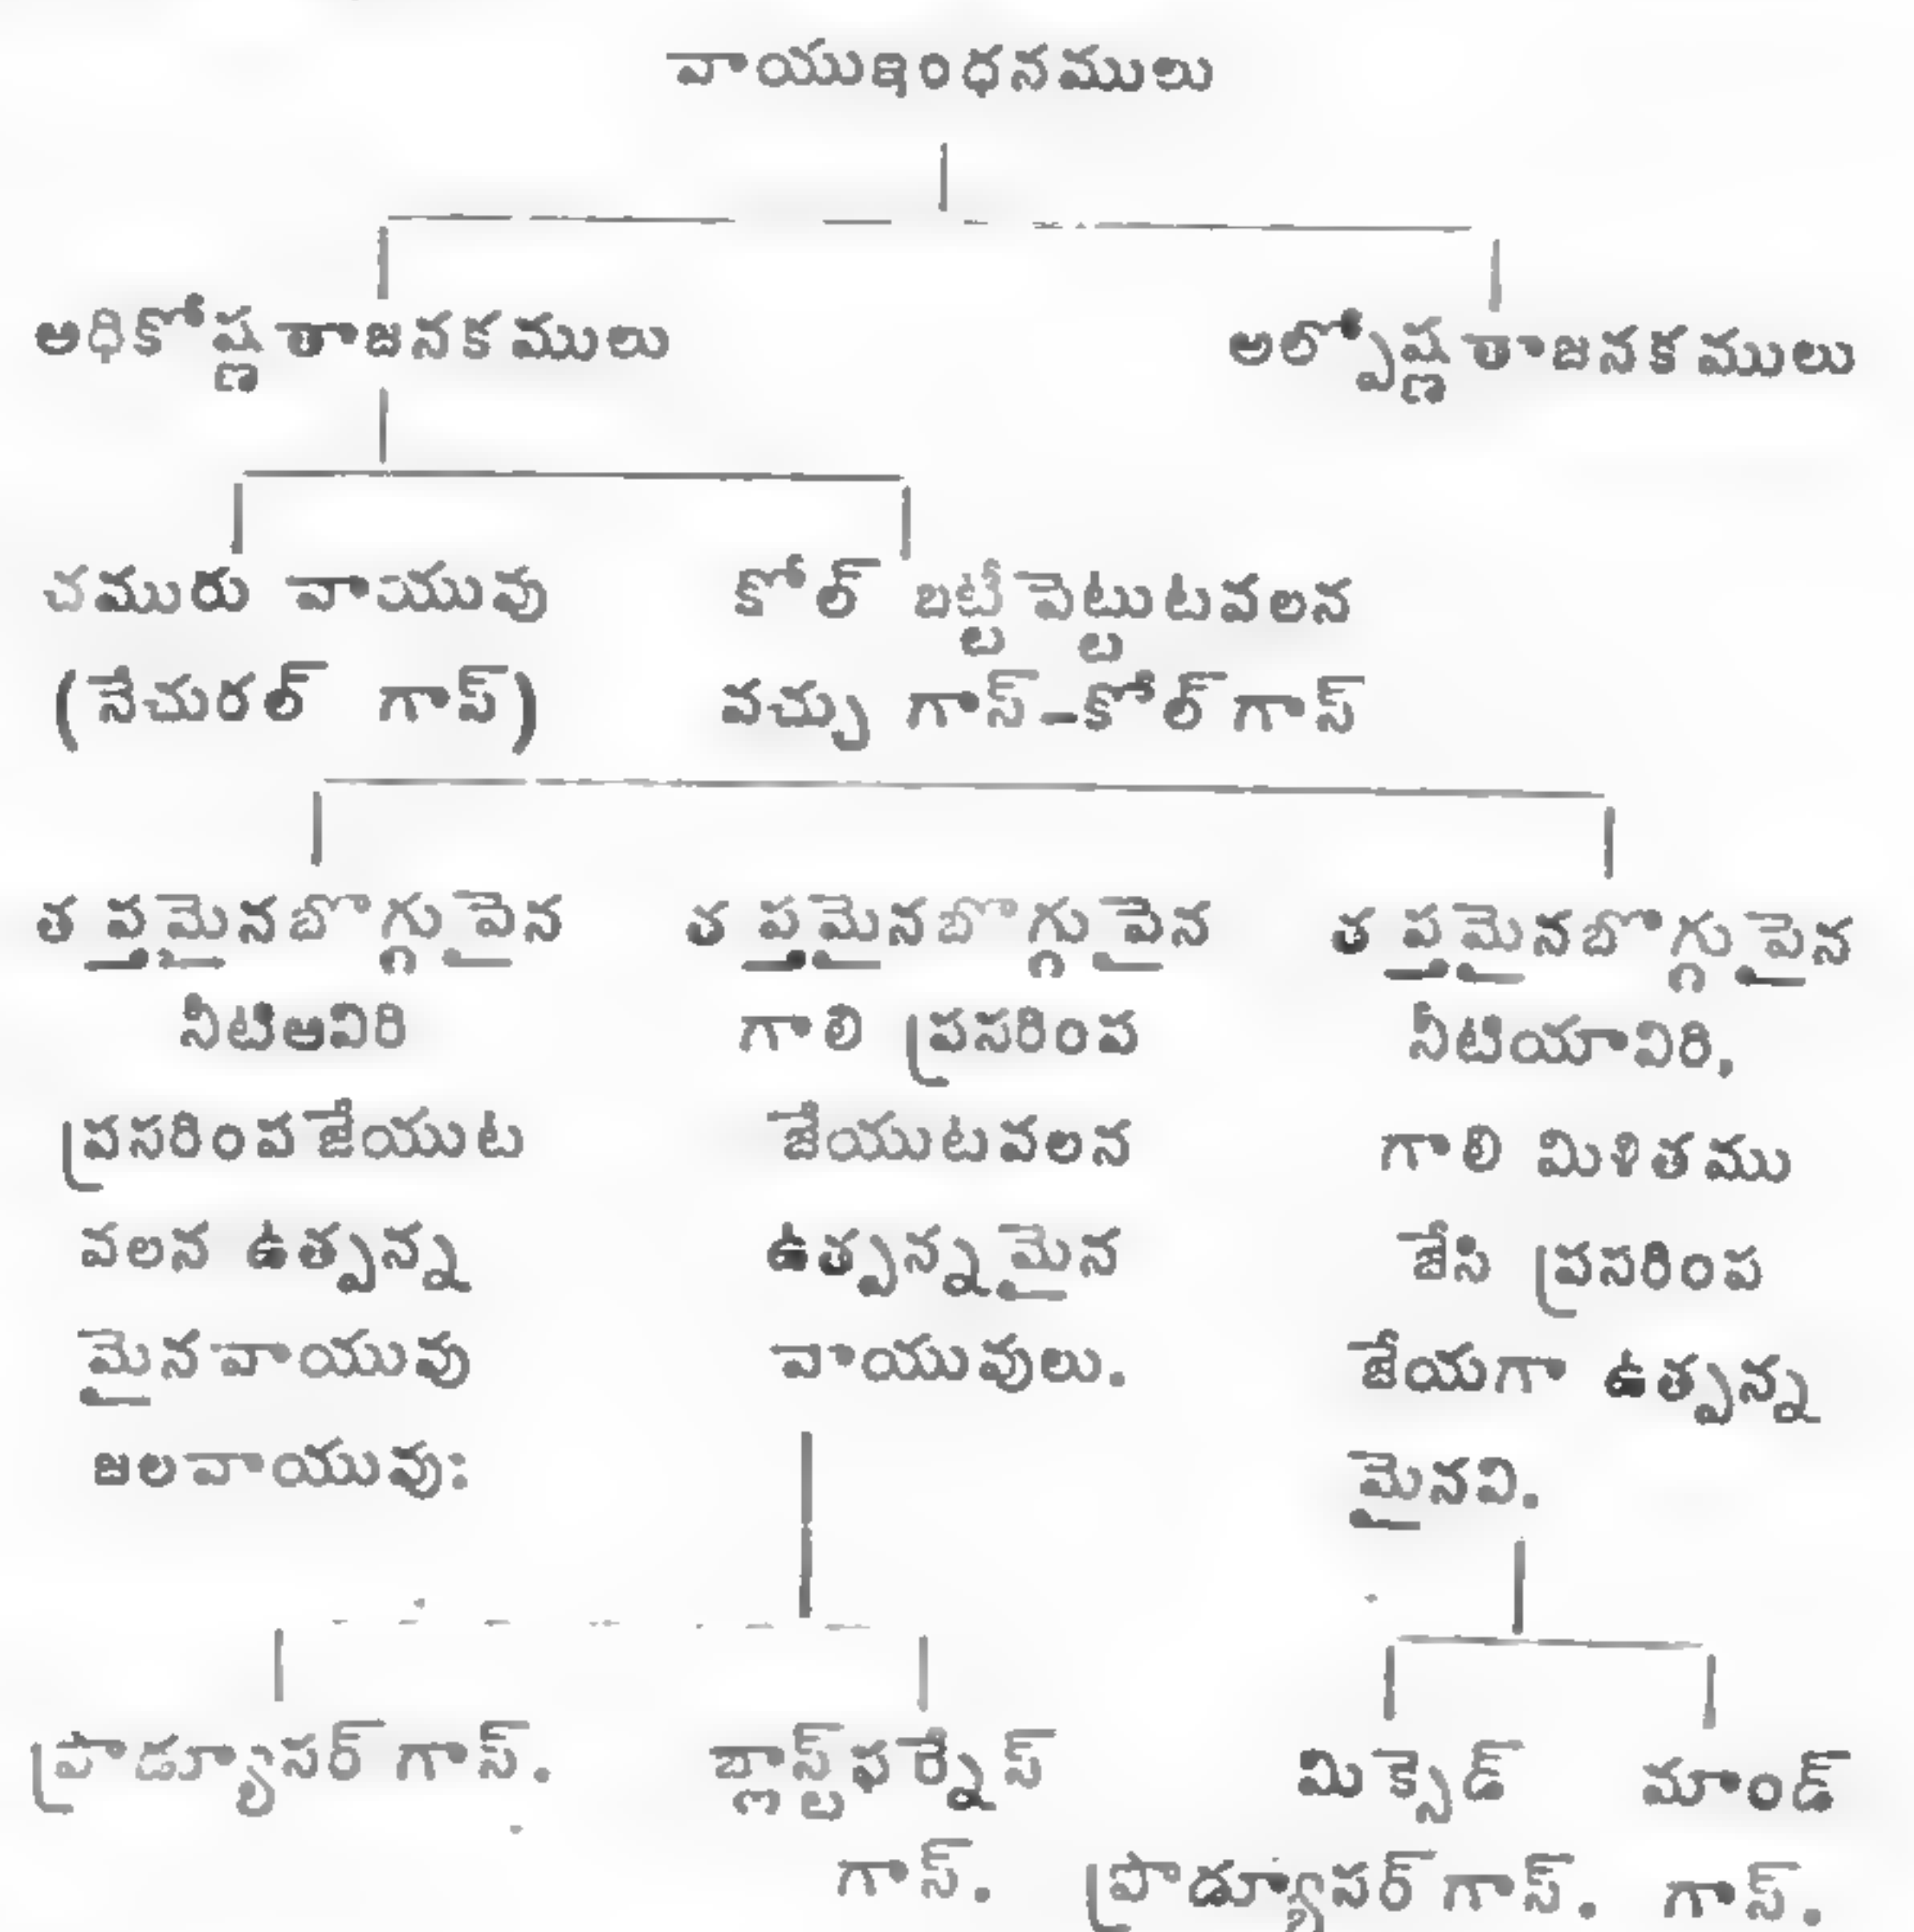 వాయుఇంధనములు
అధికోష్ణతాజనకములు
అల్పోష్ణతాజనకములు
చమురు వాయువు
(నేచురల్ గాస్)
కోల్ బట్టీపెట్టుటవలన
వచ్చు గాస్-కోల్‌గాస్
తప్తమైనబొగ్గుపైన
నీటిఆవిరి
ప్రసరింపజేయుట
వలన ఉత్పన్న
మైనవాయువు
జలవాయువు:
తప్తమైనబొగ్గుపైన
గాలి ప్రసరింప
జేయుటవలన
ఉత్పన్నమైన
వాయువులు.
తప్తమైనబొగ్గుపైన
నీటియావిరి,
గాలి మిళితము
జేసి ప్రసరింప
జేయగా ఉత్పన్న
మైనవి.
ప్రొడ్యూసర్ గాస్.
బ్లాస్ట్‌ఫర్నేస్
గాస్.
మిక్సెడ్
ప్రొడ్యూసర్ గాస్.
మాండ్
గాస్.